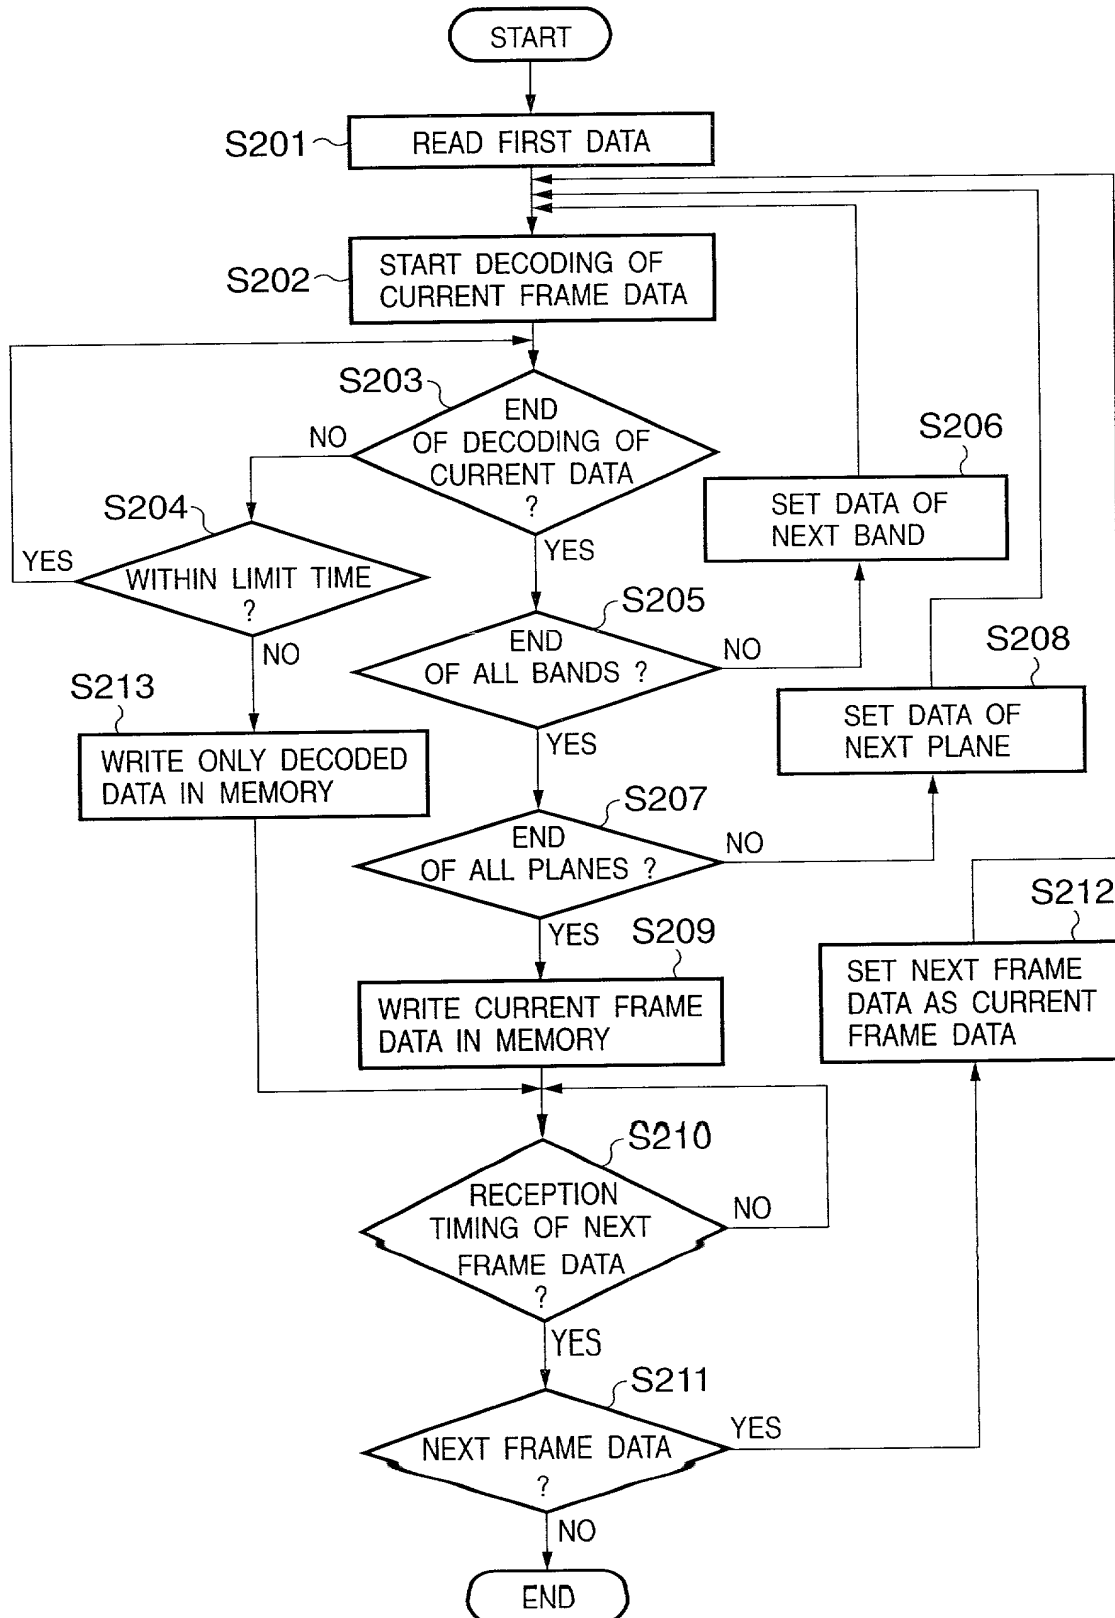 START
S201
READ FIRST DATA
S202
START DECODING OF
CURRENT FRAME DATA
S203
END
OF DECODING OF
CURRENT DATA
?
NO
YES
S204
WITHIN LIMIT TIME
?
YES
NO
S205
END
OF ALL BANDS ?
NO
YES
S206
SET DATA OF
NEXT BAND
S213
WRITE ONLY DECODED
DATA IN MEMORY
S207
END
OF ALL PLANES ?
NO
YES
S208
SET DATA OF
NEXT PLANE
S209
WRITE CURRENT FRAME
DATA IN MEMORY
S212
SET NEXT FRAME
DATA AS CURRENT
FRAME DATA
S210
RECEPTION
TIMING OF NEXT
FRAME DATA
?
NO
YES
S211
NEXT FRAME DATA
?
YES
NO
END